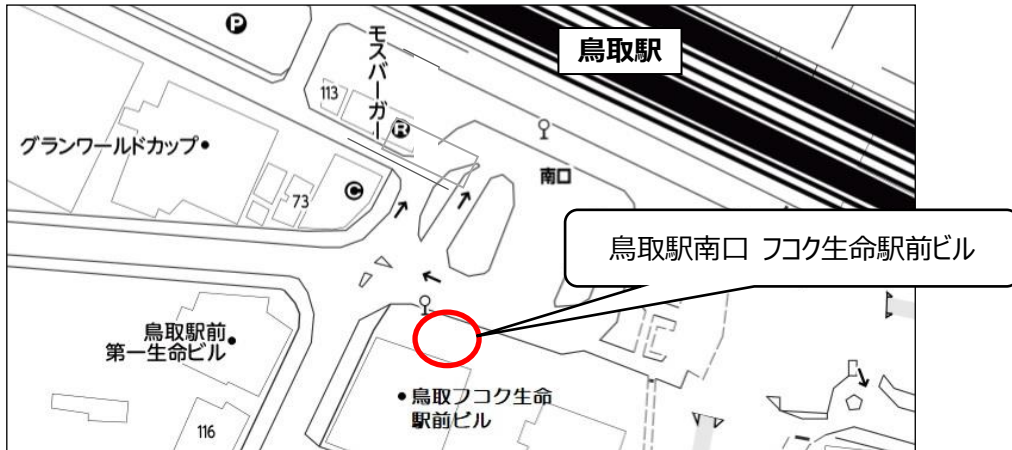 鳥取駅
P
モスバーガー
113
R
グランワールドカップ
南口
73
C
鳥取駅南口 フコク生命駅前ビル
鳥取駅前
第一生命ビル
鳥取フコク生命
駅前ビル
116